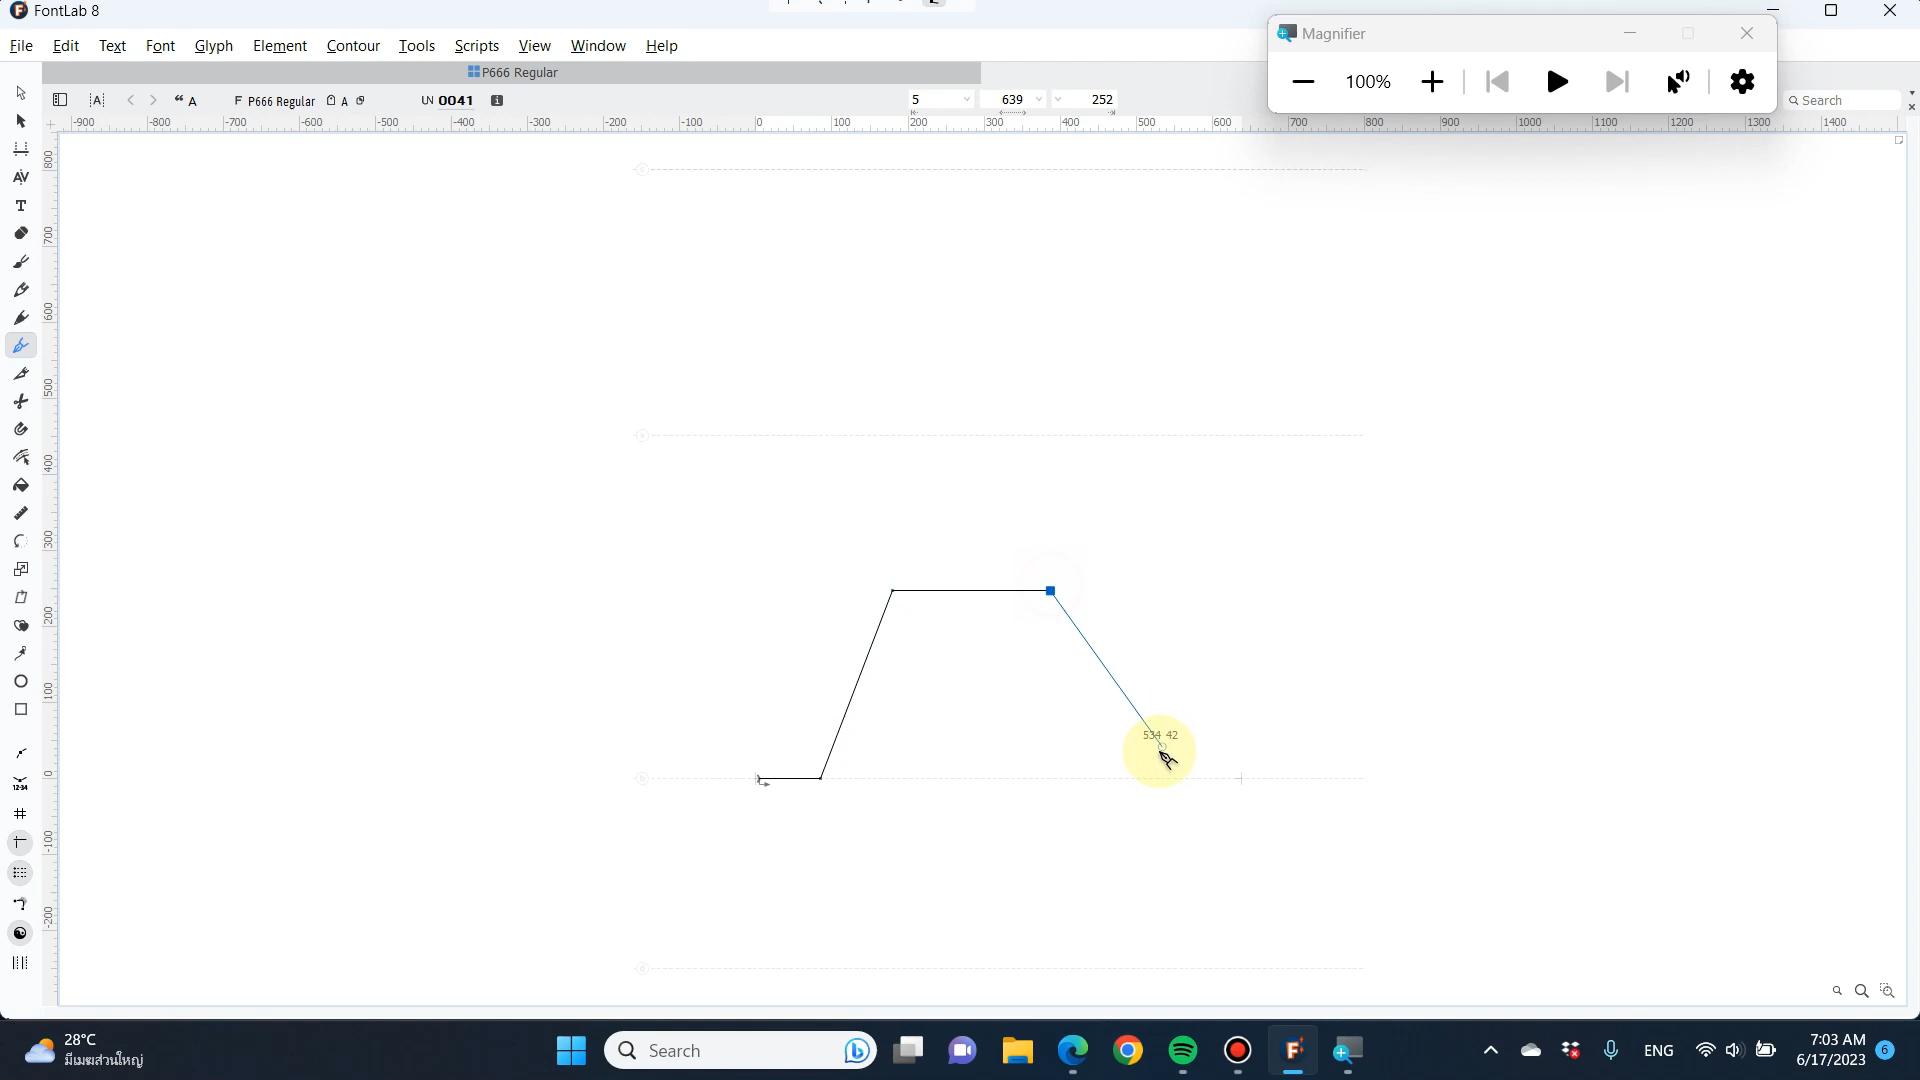 FontLab 8
Magnifier
File Edit Text Font Glyph Element Contour Tools Scripts View Window Help
P666 Regular
100%
“ A F P666 Regular A UN 0041 5 639 252 Search
-900 -800 -700 -600 -500 -400 -300 -200 -100 0 100 200 300 400 500 600 700 800 900 1000 1100 1200 1300 1400
800
700
600
500
400
300
200
100
0
-100
-200
534 42
28°C
มีเมฆส่วนใหญ่
Search
ENG
7:03 AM
6/17/2023
6